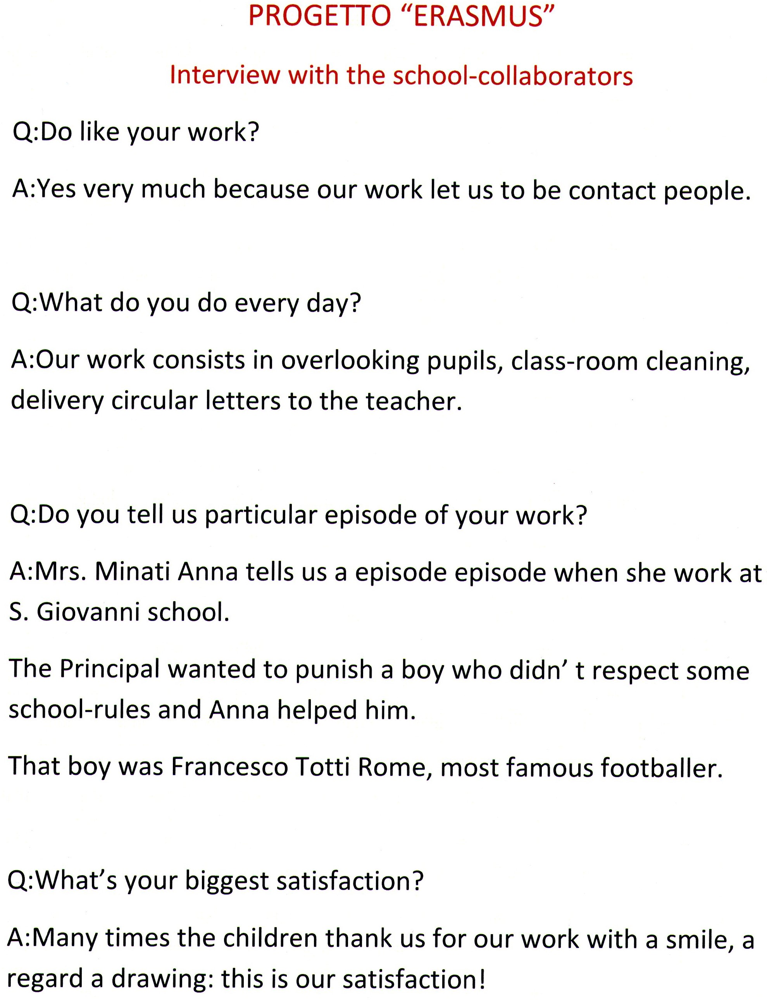 PROGETTO “ERASMUS”
Interview with the school-collaborators
Q:Do like your work?
A:Yes very much because our work let us to be contact people.
Q:What do you do every day?
A:Our work consists in overlooking pupils, class-room cleaning,
delivery circular letters to the teacher.
Q:Do you tell us particular episode of your work?
A:Mrs. Minati Anna tells us a episode episode when she work at
S. Giovanni school.
The Principal wanted to punish a boy who didn’ t respect some
school-rules and Anna helped him.
That boy was Francesco Totti Rome, most famous footballer.
Q:What’s your biggest satisfaction?
A:Many times the children thank us for our work with a smile, a
regard a drawing: this is our satisfaction!